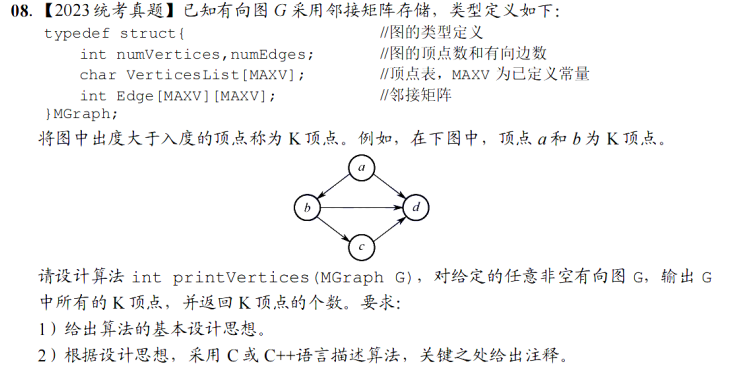 08. 【2023 统考真题】已知有向图 G 采用邻接矩阵存储，类型定义如下：
typedef struct{ //图的类型定义
int numVertices,numEdges; //图的顶点数和有向边数
char VerticesList[MAXV]; //顶点表，MAXV 为已定义常量
int Edge[MAXV][MAXV]; //邻接矩阵
}MGraph;
将图中出度大于入度的顶点称为 K 顶点。例如，在下图中，顶点 a 和 b 为 K 顶点。
a
b
d
c
请设计算法 int printVertices(MGraph G)，对给定的任意非空有向图 G，输出 G
中所有的 K 顶点，并返回 K 顶点的个数。要求：
1）给出算法的基本设计思想。
2）根据设计思想，采用 C 或 C++语言描述算法，关键之处给出注释。